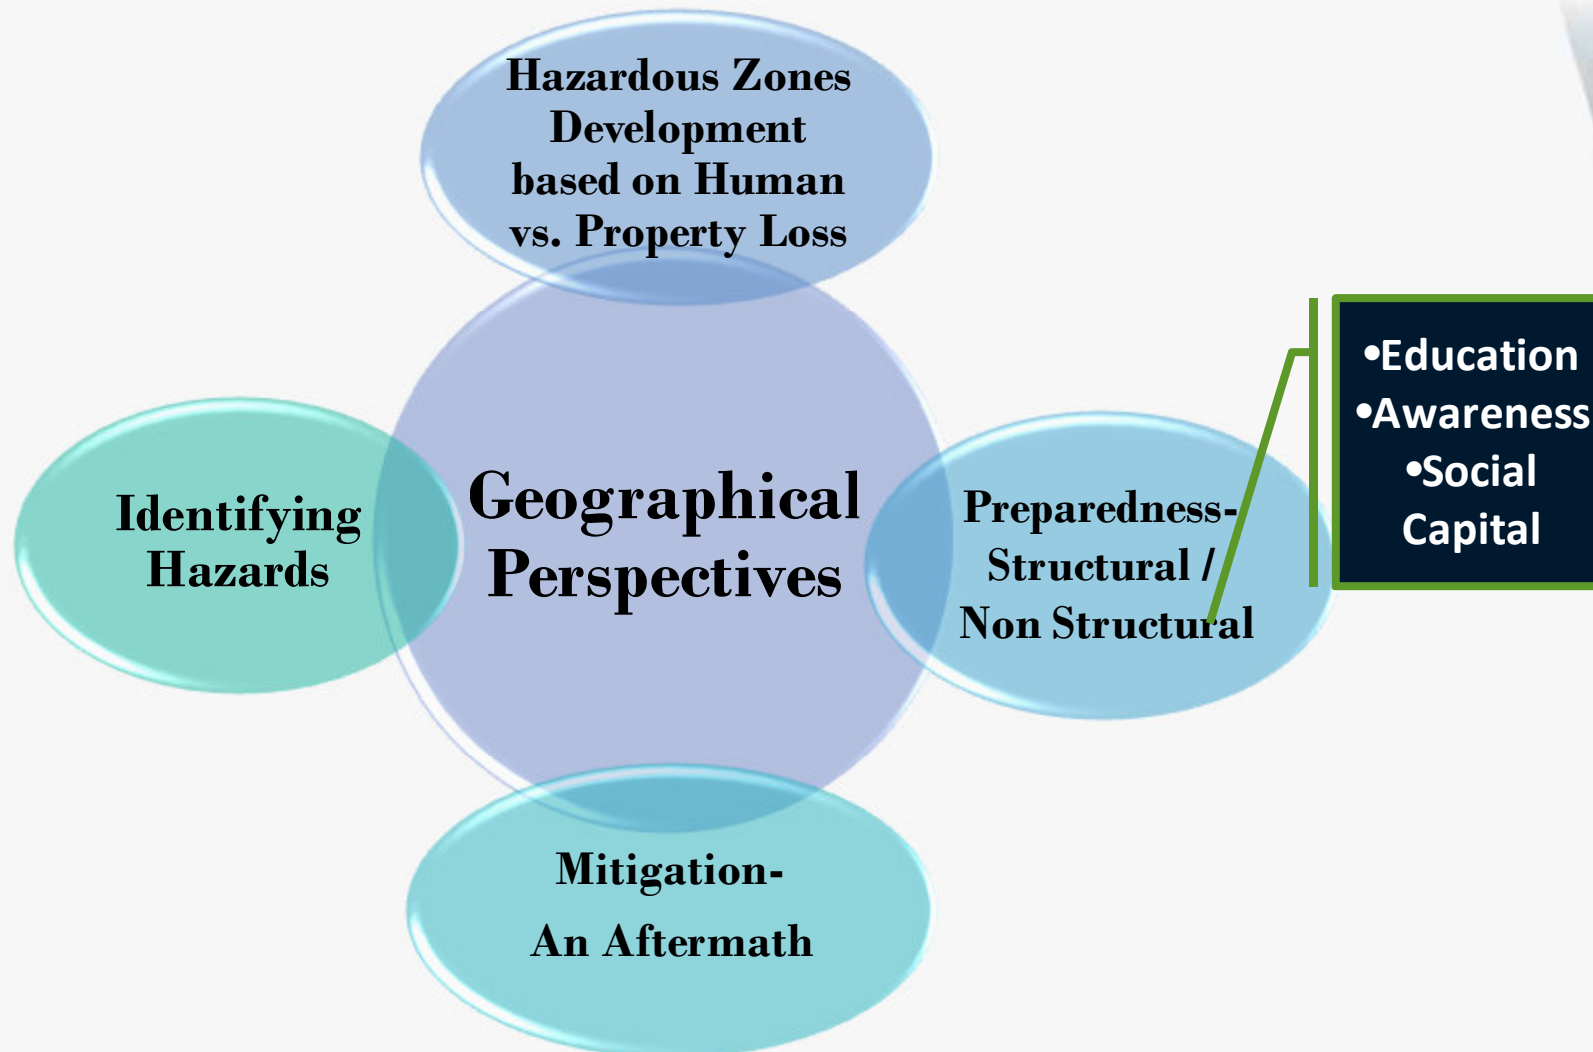 Hazardous Zones
Development
based on Human
vs. Property Loss
Identifying
Hazards
Geographical
Perspectives
Preparedness-
Structural /
Non Structural
•Education
•Awareness
•Social
Capital
Mitigation-
An Aftermath